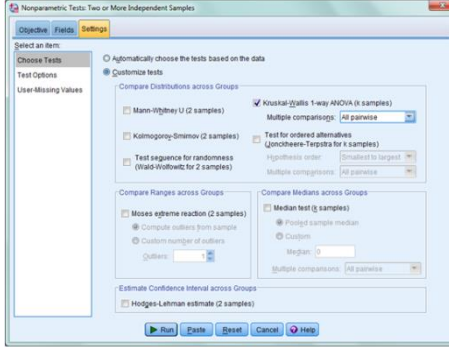 Nonparametric Tests: Two or More Independent Samples
Objective Fields Settings
Select an item:
Choose Tests
Test Options
User-Missing Values
Automatically choose the tests based on the data
Customize tests
Compare Distributions across Groups
Mann-Whitney U (2 samples)
Kolmogorov-Smirnov (2 samples)
Test sequence for randomness
(Wald-Wolfowitz for 2 samples)
Kruskal-Wallis 1-way ANOVA (k samples)
Multiple comparisons: All pairwise
Test for ordered alternatives
(Jonckheere-Terpstra for k samples)
Hypothesis order: Smallest to largest
Multiple comparisons: All pairwise
Compare Ranges across Groups
Moses extreme reaction (2 samples)
Compute outliers from sample
Custom number of outliers
Outliers: 1
Compare Medians across Groups
Median test (k samples)
Pooled sample median
Custom
Median: 0
Multiple comparisons: All pairwise
Estimate Confidence Interval across Groups
Hodges-Lehman estimate (2 samples)
Run Paste Reset Cancel Help